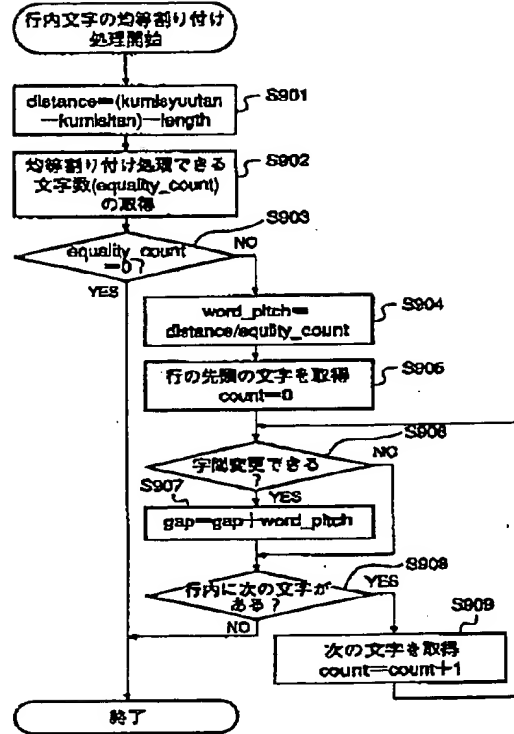 行内文字の均等割り付け
処理開始
distance=(kumisyuutan
−kumisitan)−length
S901
均等割り付け処理できる
文字数(equality_count)
の取得
S902
S903
equality_count
=0?
NO
YES
word_pitch=
distance/equlity_count
S904
行の先頭の文字を取得
count=0
S905
S906
字間変更できる
?
NO
S907
YES
gap=gap+word_pitch
S908
行内に次の文字が
ある?
YES
NO
S909
次の文字を取得
count=count+1
終了